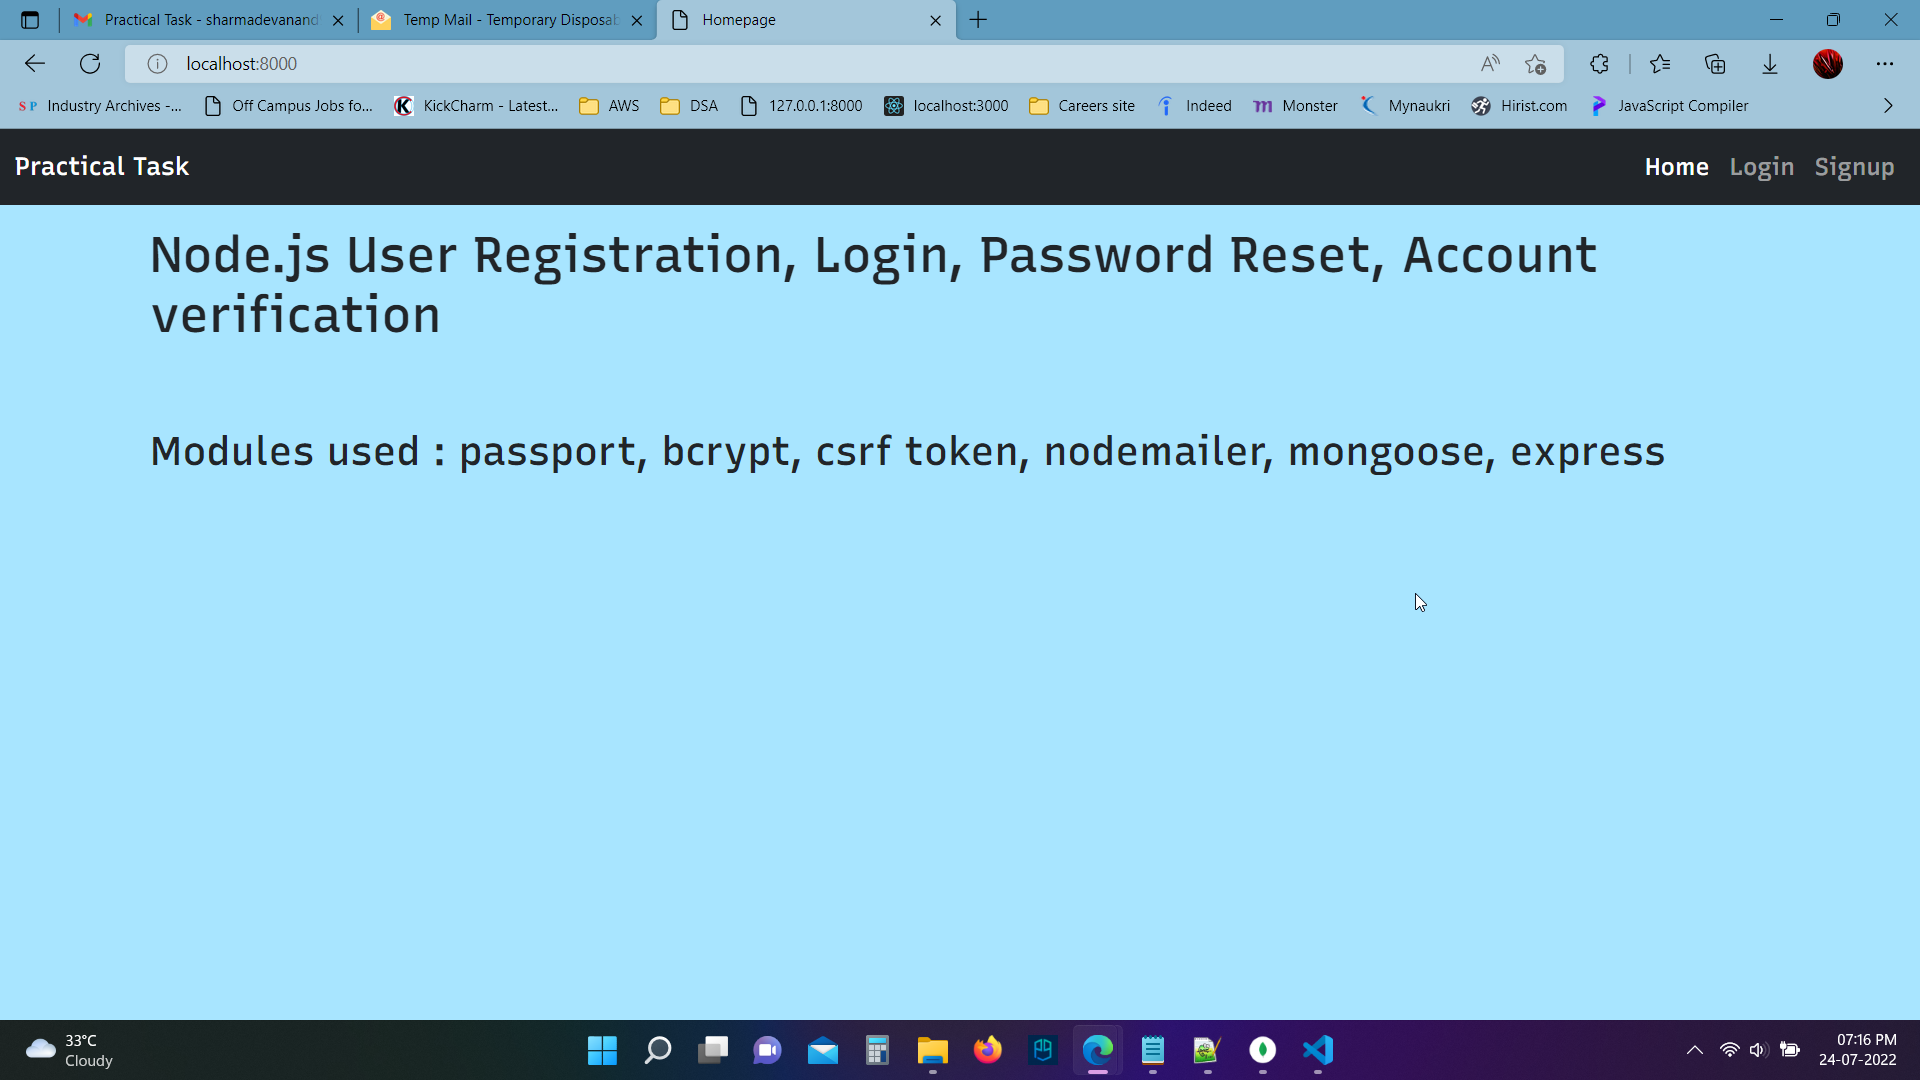 Practical Task - sharmadevanand
Temp Mail - Temporary Disposab
Homepage
localhost:8000
SP Industry Archives -...
Off Campus Jobs fo...
KickCharm - Latest...
AWS
DSA
127.0.0.1:8000
localhost:3000
Careers site
Indeed
Monster
Mynaukri
Hirist.com
JavaScript Compiler
Practical Task
Home
Login
Signup
Node.js User Registration, Login, Password Reset, Account
verification
Modules used : passport, bcrypt, csrf token, nodemailer, mongoose, express
33°C
Cloudy
07:16 PM
24-07-2022